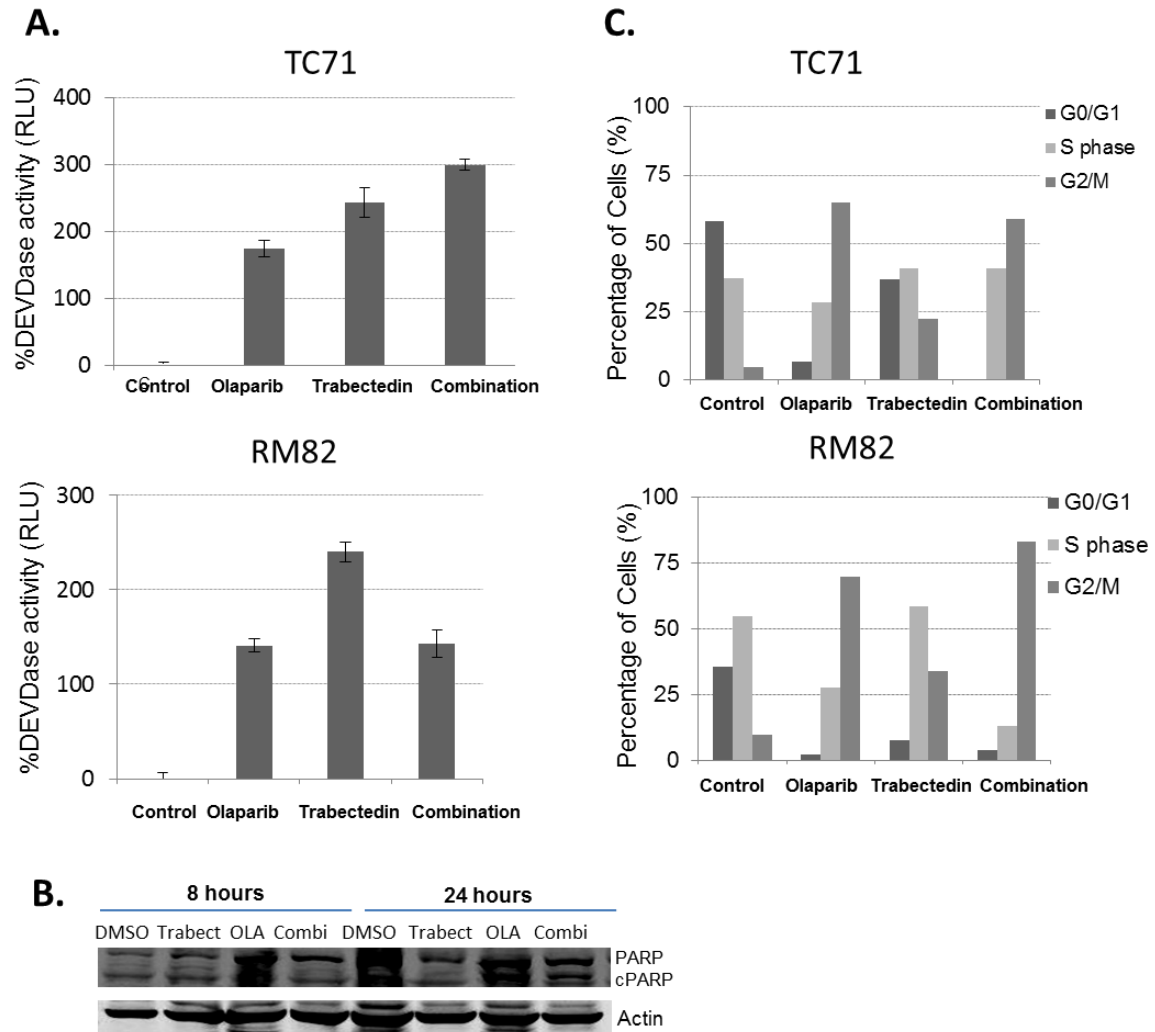 A.
TC71
%DEVDase activity (RLU)
400
300
200
100
0
Control Olaparib Trabectedin Combination
RM82
%DEVDase activity (RLU)
300
200
100
0
Control Olaparib Trabectedin Combination
C.
TC71
Percentage of Cells (%)
100
75
50
25
0
G0/G1
S phase
G2/M
Control Olaparib Trabectedin Combination
RM82
Percentage of Cells (%)
100
75
50
25
0
G0/G1
S phase
G2/M
Control Olaparib Trabectedin Combination
B.
8 hours 24 hours
DMSO Trabect OLA Combi DMSO Trabect OLA Combi
PARP
cPARP
Actin